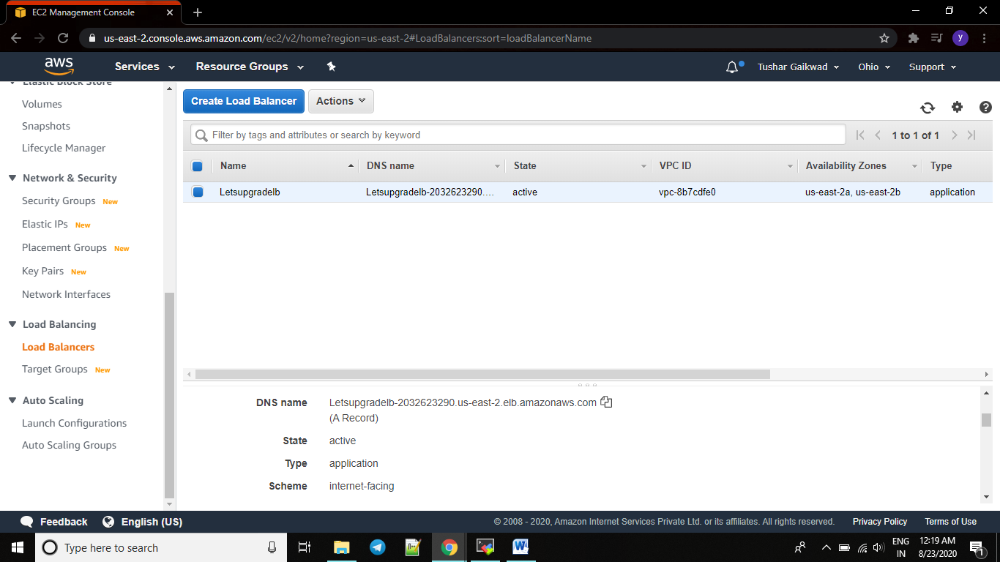 EC2 Management Console
us-east-2.console.aws.amazon.com/ec2/v2/home?region=us-east-2#LoadBalancers:sort=loadBalancerName
y
aws
Services
Resource Groups
Tushar Gaikwad
Ohio
Support
Elastic Block Store
Volumes
Snapshots
Lifecycle Manager
Network & Security
Security Groups New
Elastic IPs New
Placement Groups New
Key Pairs New
Network Interfaces
Load Balancing
Load Balancers
Target Groups New
Auto Scaling
Launch Configurations
Auto Scaling Groups
Create Load Balancer
Actions
Filter by tags and attributes or search by keyword
1 to 1 of 1
Name DNS name State VPC ID Availability Zones Type
Letsupgradelb Letsupgradelb-2032623290.... active vpc-8b7cdfe0 us-east-2a, us-east-2b application
DNS name Letsupgradelb-2032623290.us-east-2.elb.amazonaws.com
(A Record)
State active
Type application
Scheme internet-facing
Feedback
English (US)
© 2008 - 2020, Amazon Internet Services Private Ltd. or its affiliates. All rights reserved.
Privacy Policy
Terms of Use
Type here to search
ENG
IN
12:19 AM
8/23/2020
1